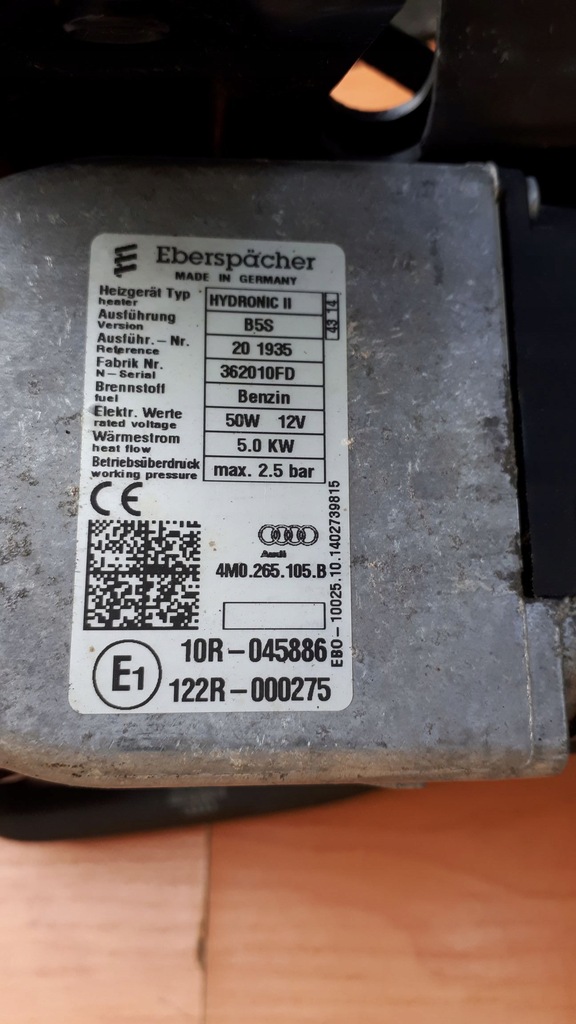 Eberspächer
MADE IN GERMANY
Heizgerät Typ HYDRONIC II
heater
43 14
Ausführung B5S
Version
Ausführ.-Nr. 20 1935
Reference
Fabrik Nr. 362010FD
N-Serial
Brennstoff Benzin
fuel
Elektr. Werte 50W 12V
rated voltage
Wärmestrom 5.0 KW
heat flow
Betriebsüberdruck max. 2.5 bar
working pressure
CE
Audi
4M0.265.105.B
EBO-10025.10.1402739815
E1
10R-045886
122R-000275